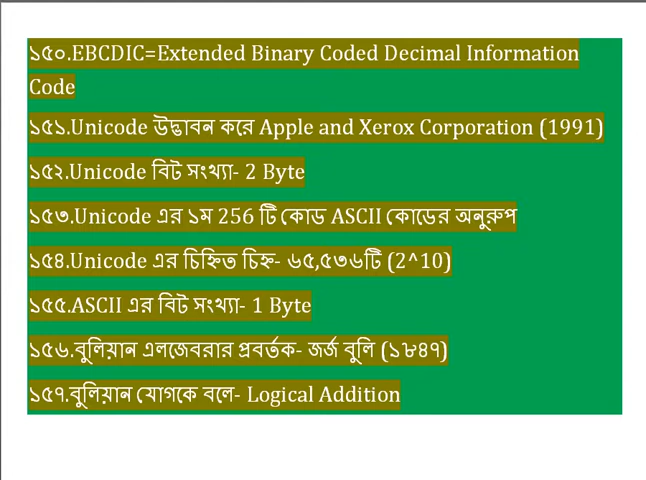 ১৫০.EBCDIC=Extended Binary Coded Decimal Information
Code
১৫১.Unicode উদ্ভাবন করে Apple and Xerox Corporation (1991)
১৫২.Unicode বিট সংখ্যা- 2 Byte
১৫৩.Unicode এর ১ম 256 টি কোড ASCII কোডের অনুরুপ
১৫৪.Unicode এর চিহ্নিত চিহ্ন- ৬৫,৫৩৬টি (2^10)
১৫৫.ASCII এর বিট সংখ্যা- 1 Byte
১৫৬.বুলিয়ান এলজেবরার প্রবর্তক- জর্জ বুলি (১৮৪৭)
১৫৭.বুলিয়ান যোগকে বলে- Logical Addition